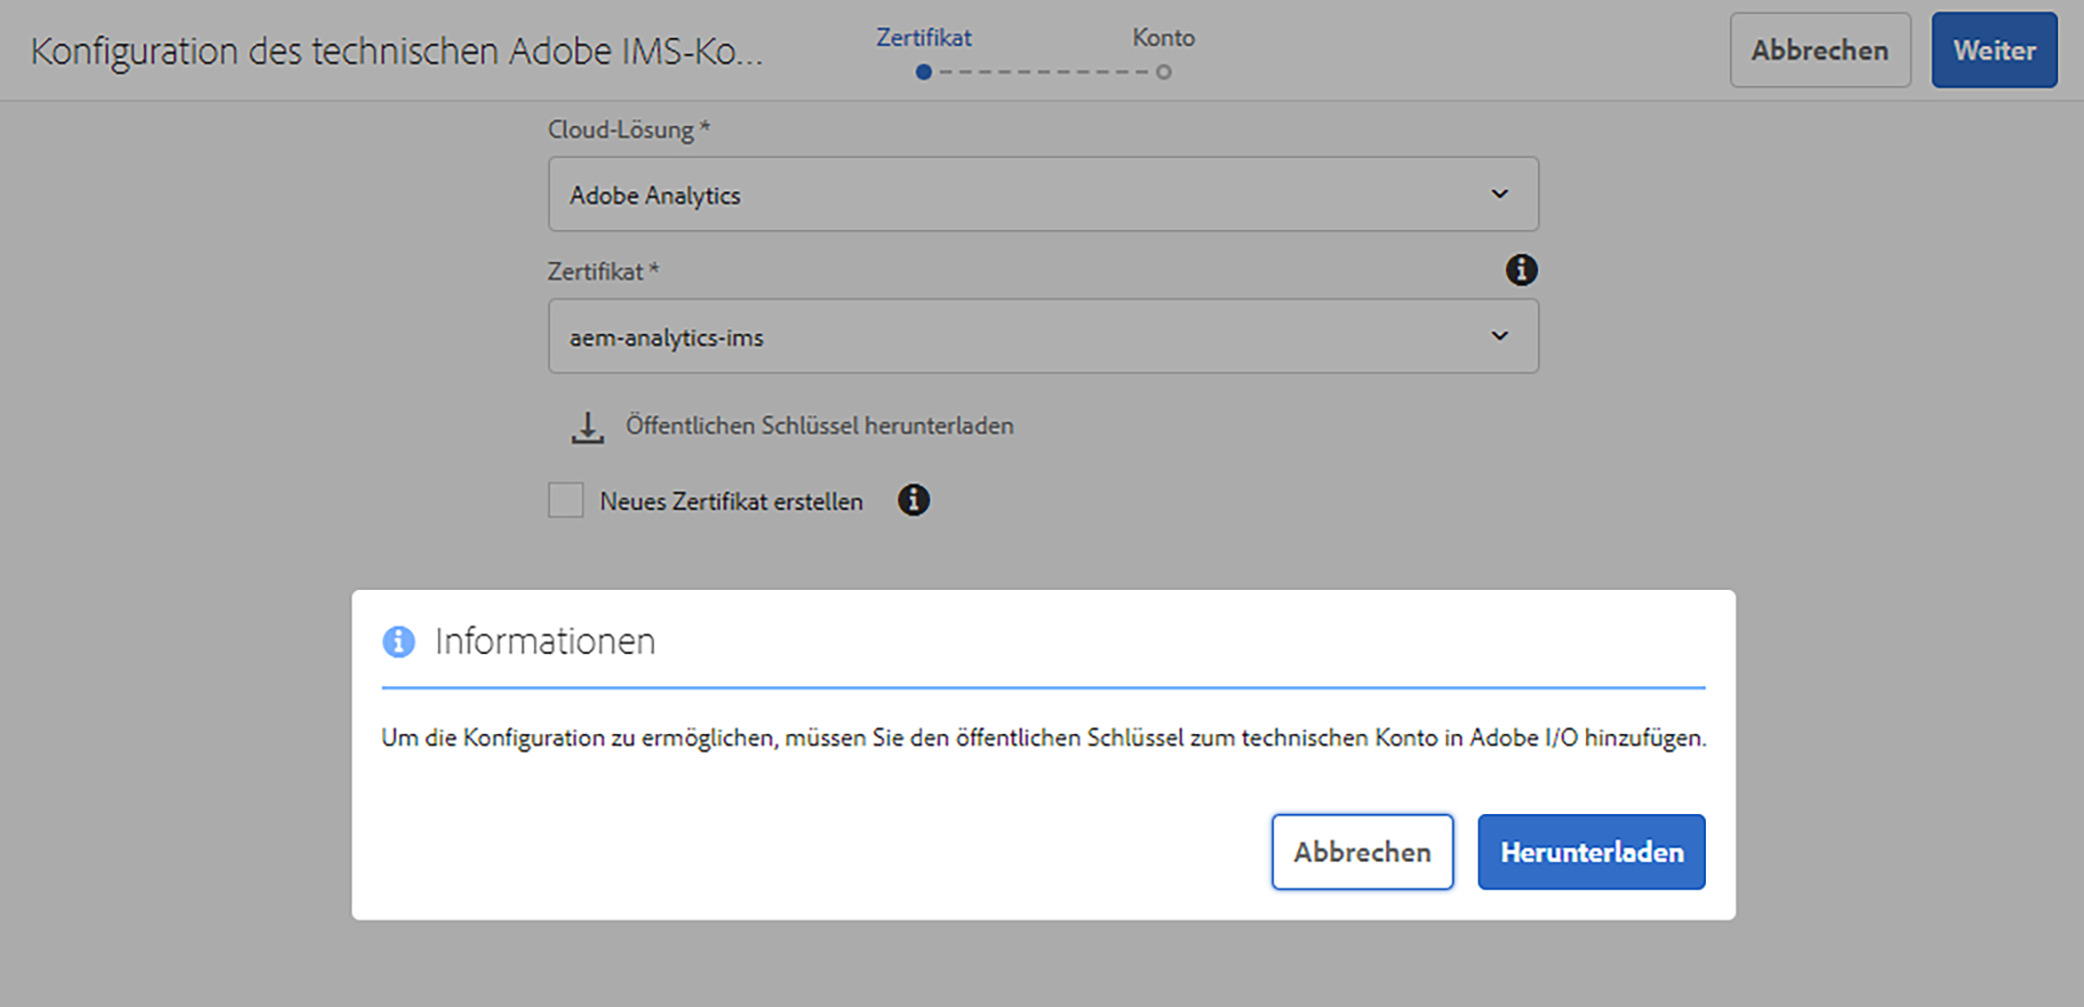 Konfiguration des technischen Adobe IMS-Ko...
Zertifikat
Konto
Abbrechen
Weiter
Cloud-Lösung *
Adobe Analytics
Zertifikat *
aem-analytics-ims
Öffentlichen Schlüssel herunterladen
Neues Zertifikat erstellen
Informationen
Um die Konfiguration zu ermöglichen, müssen Sie den öffentlichen Schlüssel zum technischen Konto in Adobe I/O hinzufügen.
Abbrechen
Herunterladen